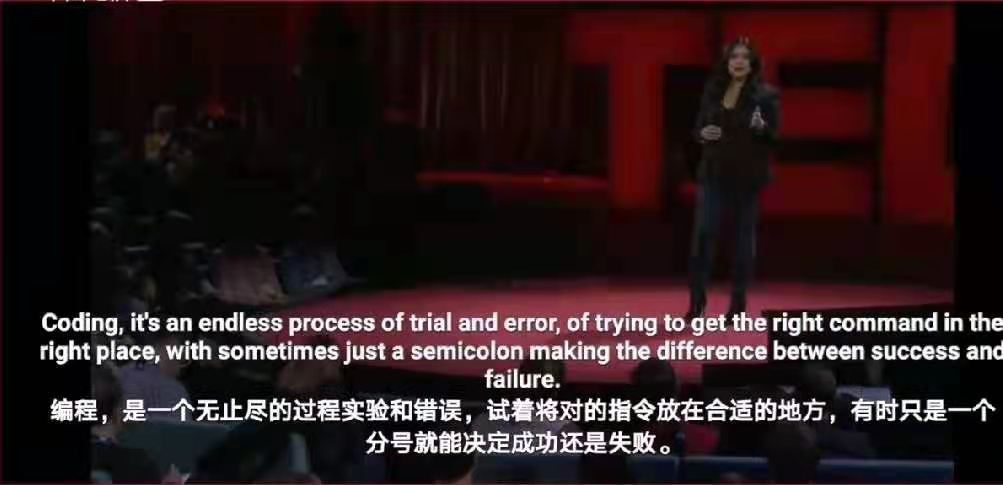 TED
Coding, it's an endless process of trial and error, of trying to get the right command in the
right place, with sometimes just a semicolon making the difference between success and
failure.
编程，是一个无止尽的过程实验和错误，试着将对的指令放在合适的地方，有时只是一个
分号就能决定成功还是失败。